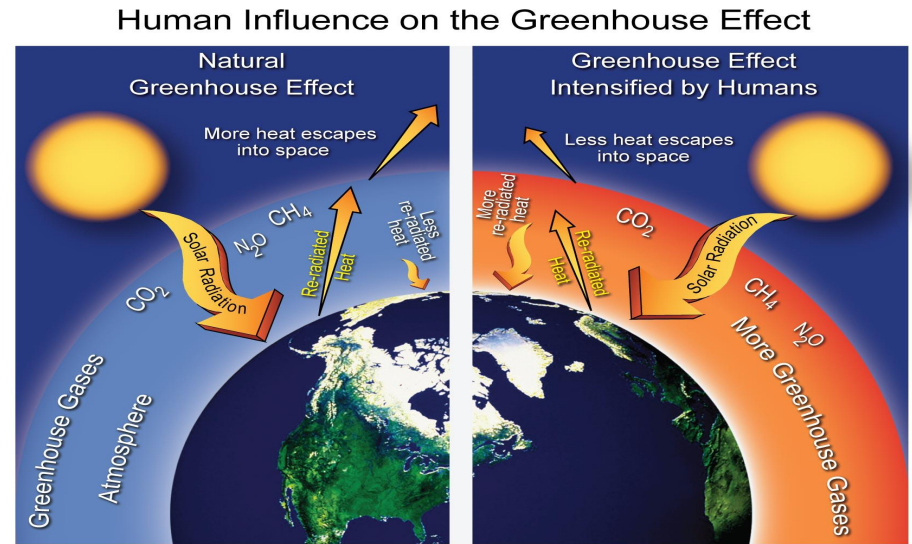 Human Influence on the Greenhouse Effect
Natural
Greenhouse Effect
More heat escapes
into space
Solar Radiation
CO₂
N₂O
CH₄
Re-radiated
Heat
Less
re-radiated
heat
Greenhouse Gases
Atmosphere
Greenhouse Effect
Intensified by Humans
Less heat escapes
into space
More
re-radiated
heat
Re-radiated
Heat
CO₂
Solar Radiation
CH₄
N₂O
More Greenhouse Gases